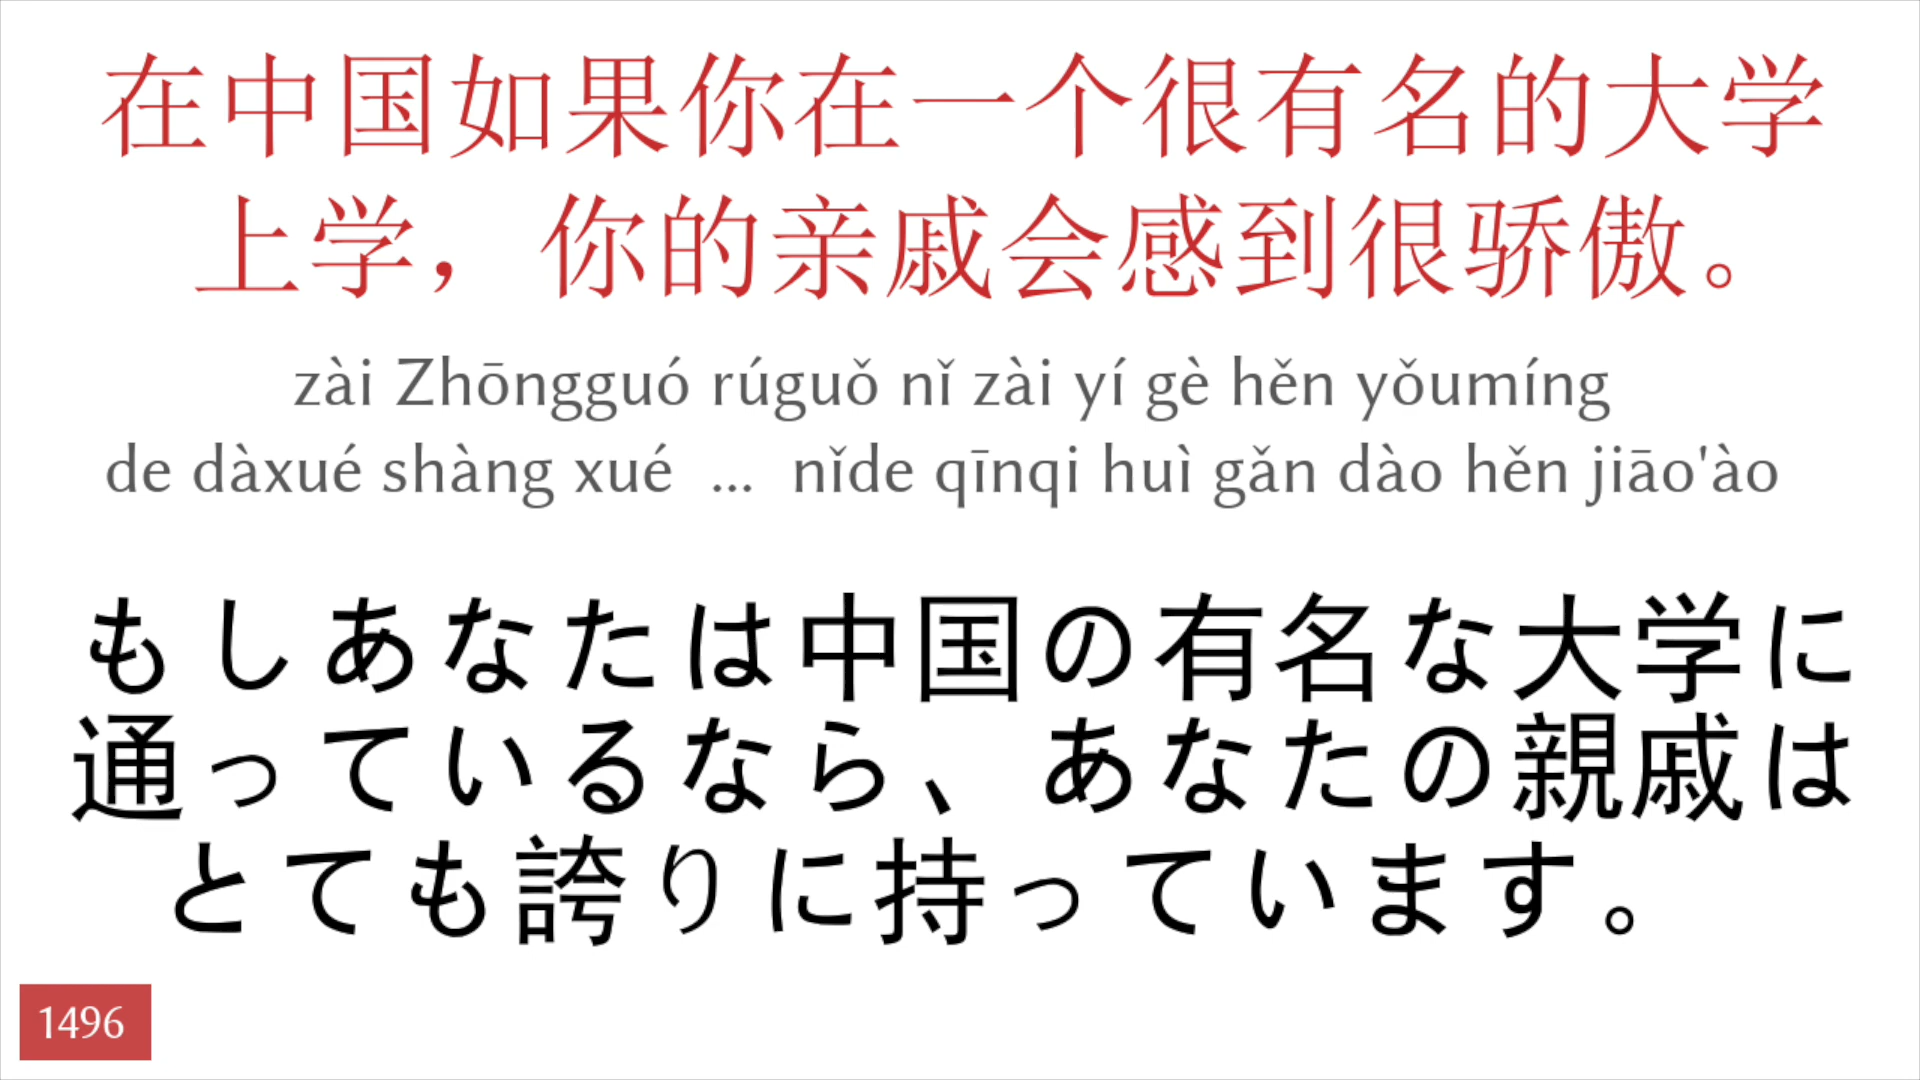 在中国如果你在一个很有名的大学
上学，你的亲戚会感到很骄傲。
zài Zhōngguó rúguǒ nǐ zài yí gè hěn yǒumíng
de dàxué shàng xué ... nǐde qīnqi huì gǎn dào hěn jiāo'ào
もしあなたは中国の有名な大学に
通っているなら、あなたの親戚は
とても誇りに持っています。
1496